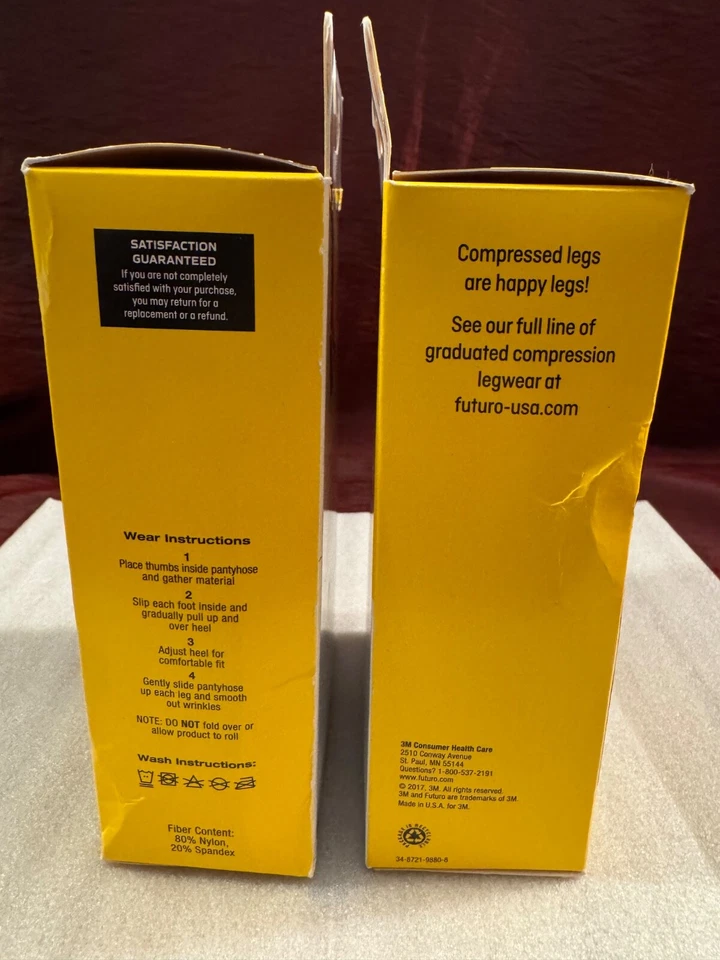 SATISFACTION
GUARANTEED
If you are not completely
satisfied with your purchase,
you may return for a
replacement or a refund.
Wear Instructions
1
Place thumbs inside pantyhose
and gather material
2
Slip each foot inside and
gradually pull up and
over heel
3
Adjust heel for
comfortable fit
4
Gently slide pantyhose
up each leg and smooth
out wrinkles
NOTE: DO NOT fold over or
allow product to roll
Wash Instructions:
Fiber Content:
80% Nylon,
20% Spandex
Compressed legs
are happy legs!
See our full line of
graduated compression
legwear at
futuro-usa.com
3M Consumer Health Care
2510 Conway Avenue
St. Paul, MN 55144
Questions? 1-800-537-2191
www.futuro.com
© 2017, 3M. All rights reserved.
3M and Futuro are trademarks of 3M.
Made in U.S.A. for 3M.
34-8721-9880-8